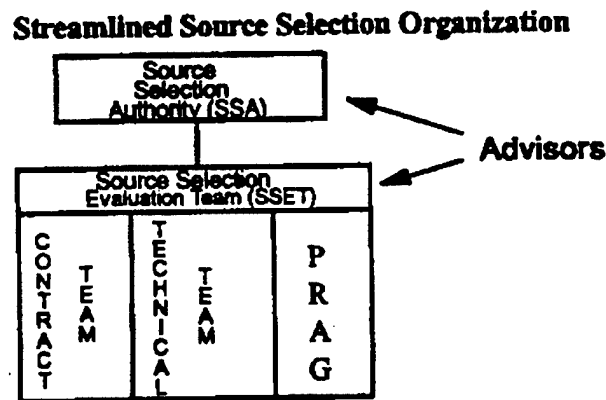 Streamlined Source Selection Organization
Source
Selection
Authority (SSA)
Advisors
Source Selection
Evaluation Team (SSET)
CONTRACT
TEAM
TECHNICAL
TEAM
PRAG